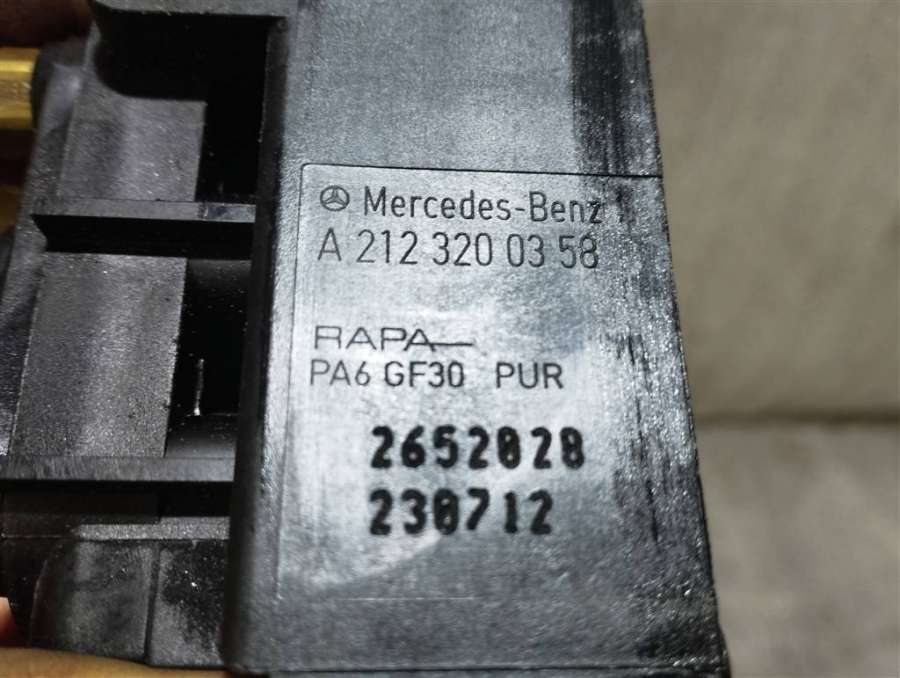 Mercedes-Benz
A 212 320 03 58
RAPA
PA6 GF30 PUR
2652028
230712